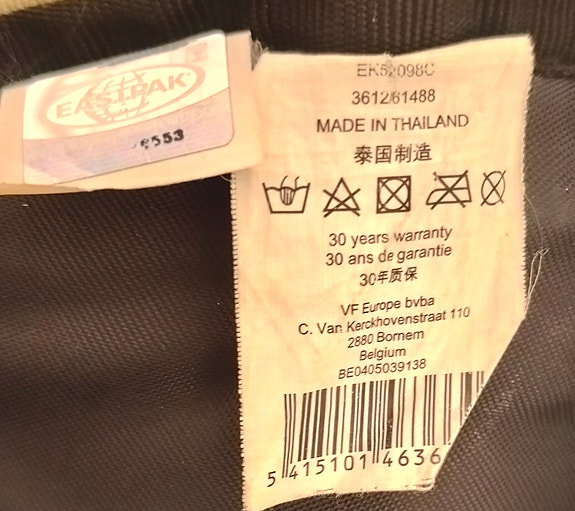 EASTPAK®
EK52098C
3612/61488
MADE IN THAILAND
泰国制造
30 years warranty
30 ans de garantie
30年质保
VF Europe bvba
C. Van Kerckhovenstraat 110
2880 Bornem
Belgium
BE0405039138
5 415101 4636